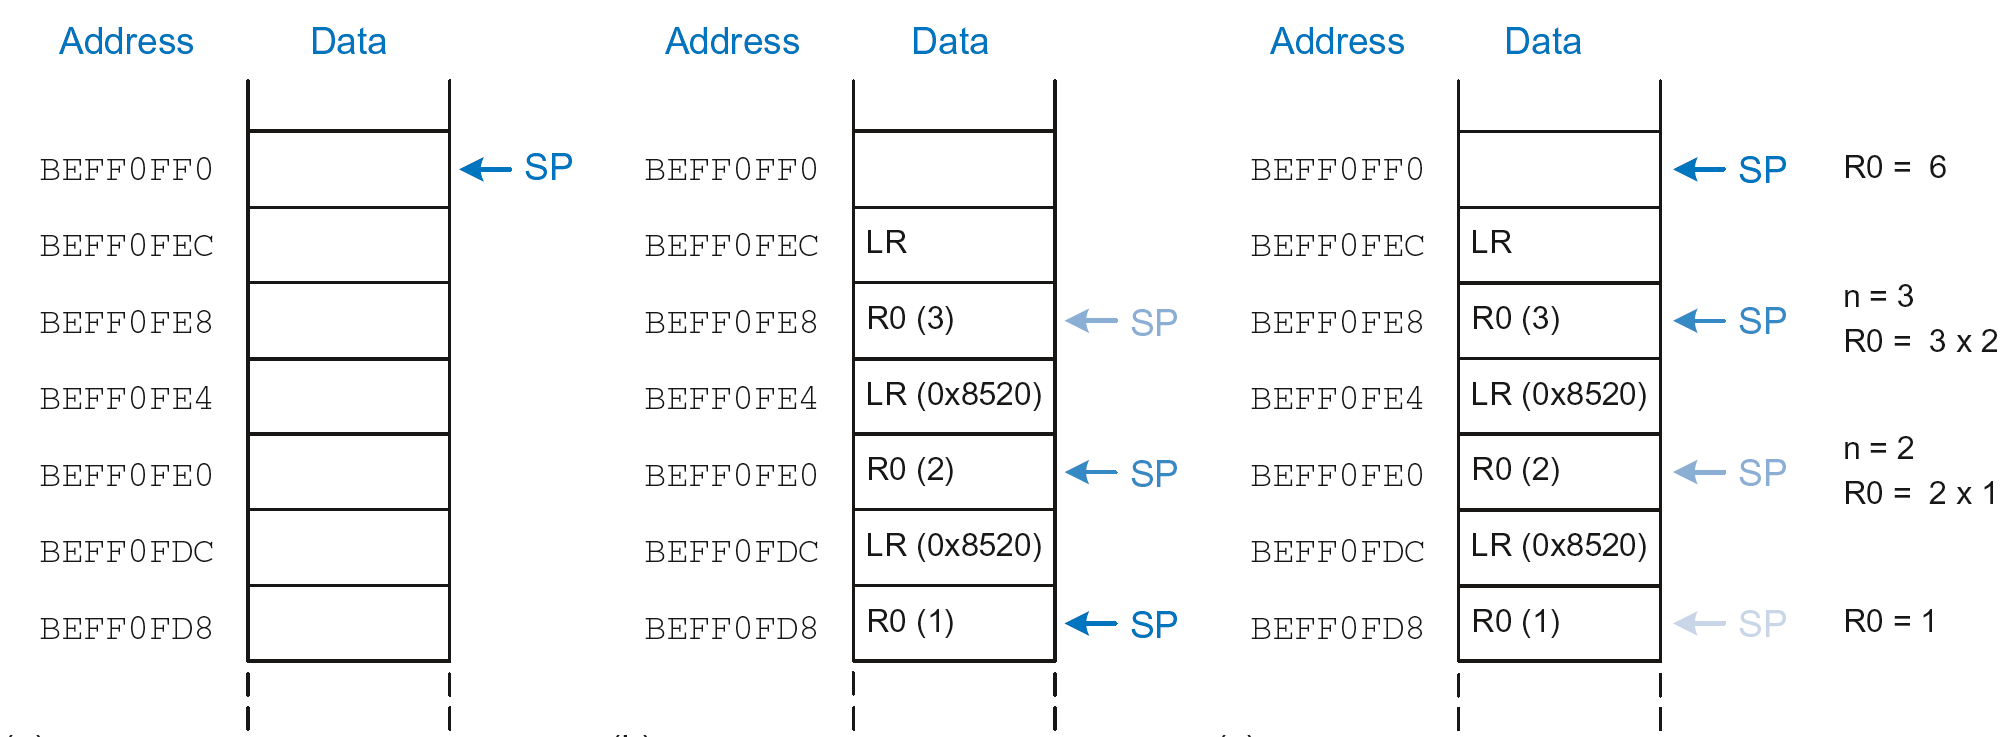 Address Data Address Data Address Data
BEFF0FF0 SP BEFF0FF0 BEFF0FF0 SP R0 = 6
BEFF0FEC BEFF0FEC LR BEFF0FEC LR
BEFF0FE8 BEFF0FE8 R0 (3) SP BEFF0FE8 R0 (3) SP n = 3
R0 = 3 x 2
BEFF0FE4 BEFF0FE4 LR (0x8520) BEFF0FE4 LR (0x8520)
BEFF0FE0 BEFF0FE0 R0 (2) SP BEFF0FE0 R0 (2) SP n = 2
R0 = 2 x 1
BEFF0FDC BEFF0FDC LR (0x8520) BEFF0FDC LR (0x8520)
BEFF0FD8 BEFF0FD8 R0 (1) SP BEFF0FD8 R0 (1) SP R0 = 1